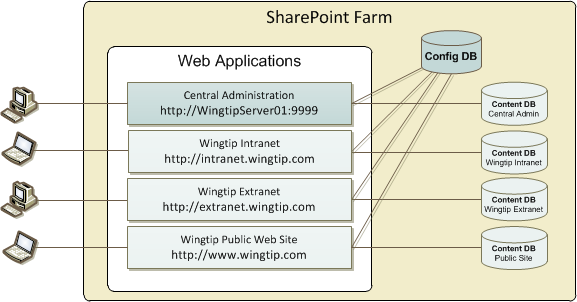 SharePoint Farm
Web Applications
Config DB
Central Administration
http://WingtipServer01:9999
Content DB
Central Admin
Wingtip Intranet
http://intranet.wingtip.com
Content DB
Wingtip Intranet
Wingtip Extranet
http://extranet.wingtip.com
Content DB
Wingtip Extranet
Wingtip Public Web Site
http://www.wingtip.com
Content DB
Public Site